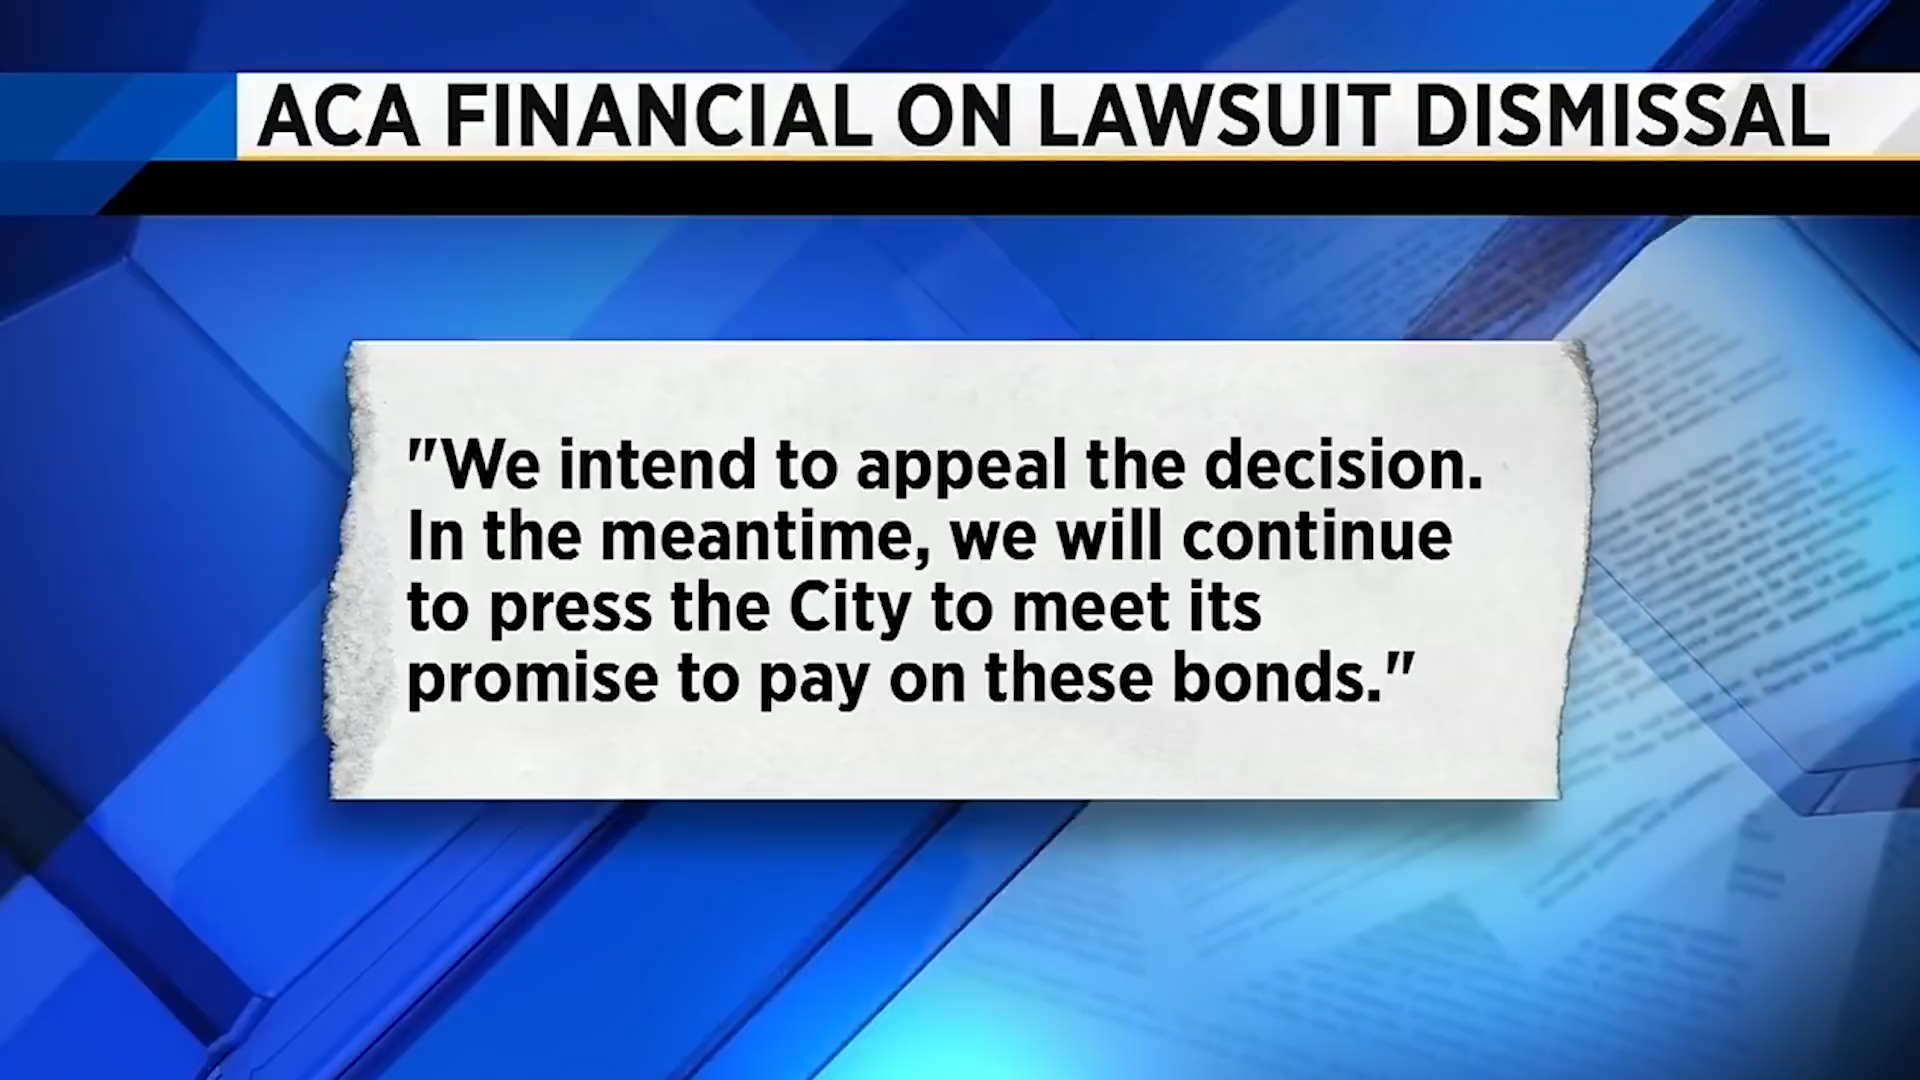 ACA FINANCIAL ON LAWSUIT DISMISSAL
"We intend to appeal the decision.
In the meantime, we will continue
to press the City to meet its
promise to pay on these bonds."